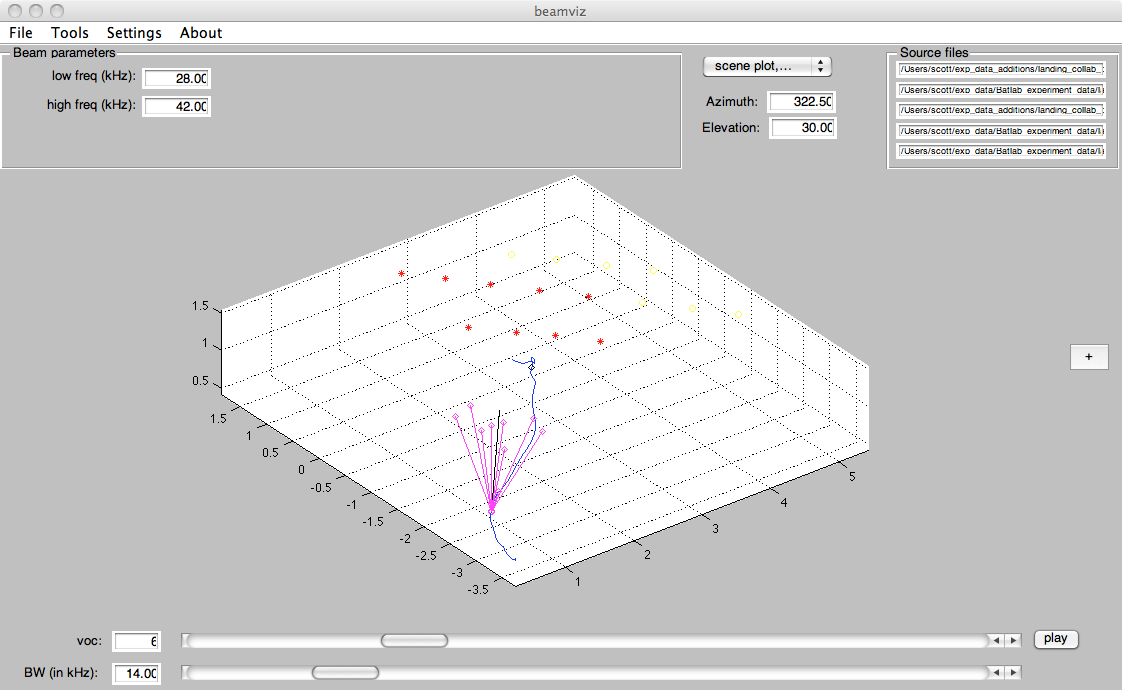 beamviz
File Tools Settings About
Beam parameters
low freq (kHz): 28.00
high freq (kHz): 42.00
scene plot,...
Azimuth: 322.50
Elevation: 30.00
Source files
/Users/scott/exp_data_additions/landing_collab_
/Users/scott/exp_data/Batlab_experiment_data/
/Users/scott/exp_data_additions/landing_collab_
/Users/scott/exp_data/Batlab_experiment_data/
/Users/scott/exp_data/Batlab_experiment_data/
1.5
1
0.5
1.5
1
0.5
0
-0.5
-1
-1.5
-2
-2.5
-3
-3.5
1
2
3
4
5
+
voc: 6
play
BW (in kHz): 14.00